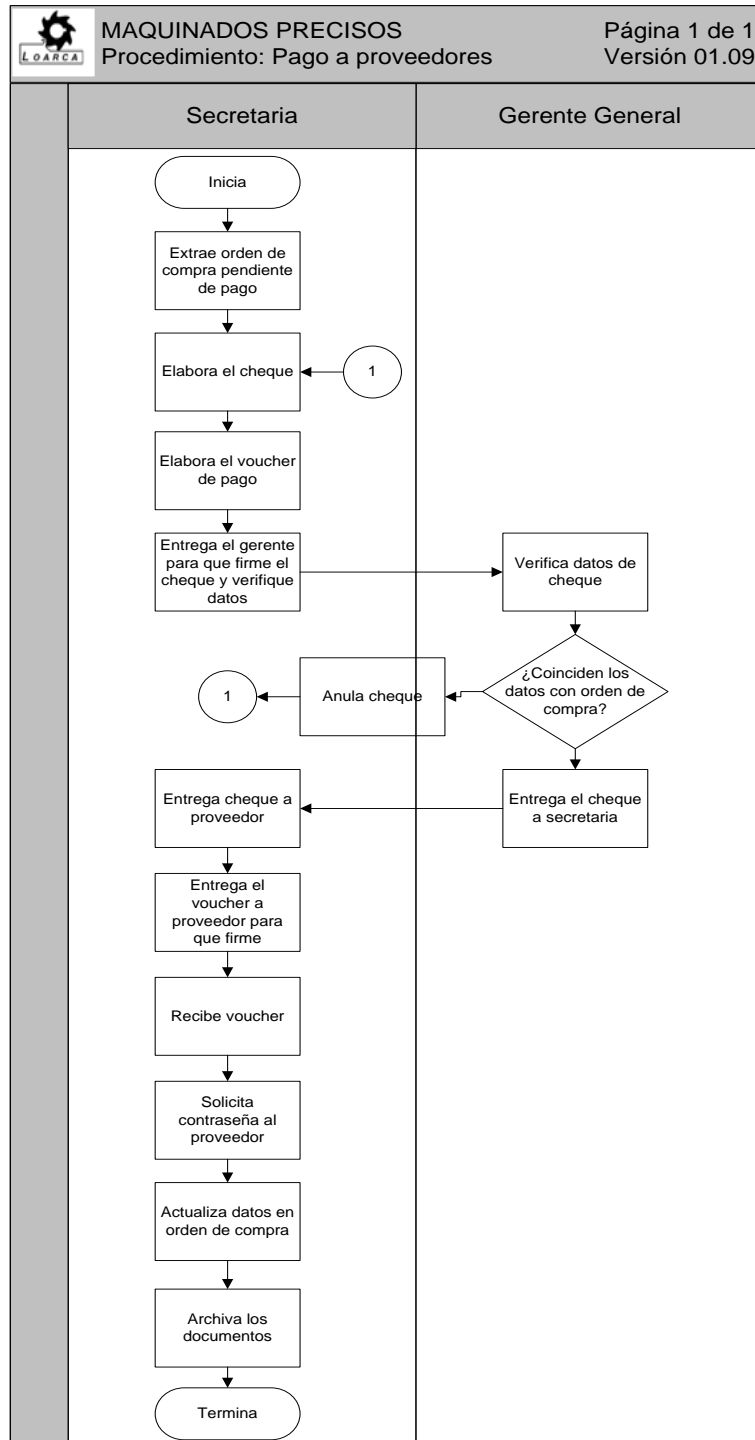 LOARCA
MAQUINADOS PRECISOS
Procedimiento: Pago a proveedores
Página 1 de 1
Versión 01.09
Secretaria
Gerente General
Inicia
Extrae orden de
compra pendiente
de pago
Elabora el cheque
1
Elabora el voucher
de pago
Entrega el gerente
para que firme el
cheque y verifique
datos
Verifica datos de
cheque
¿Coinciden los
datos con orden de
compra?
Anula cheque
1
Entrega el cheque
a secretaria
Entrega cheque a
proveedor
Entrega el
voucher a
proveedor para
que firme
Recibe voucher
Solicita
contraseña al
proveedor
Actualiza datos en
orden de compra
Archiva los
documentos
Termina